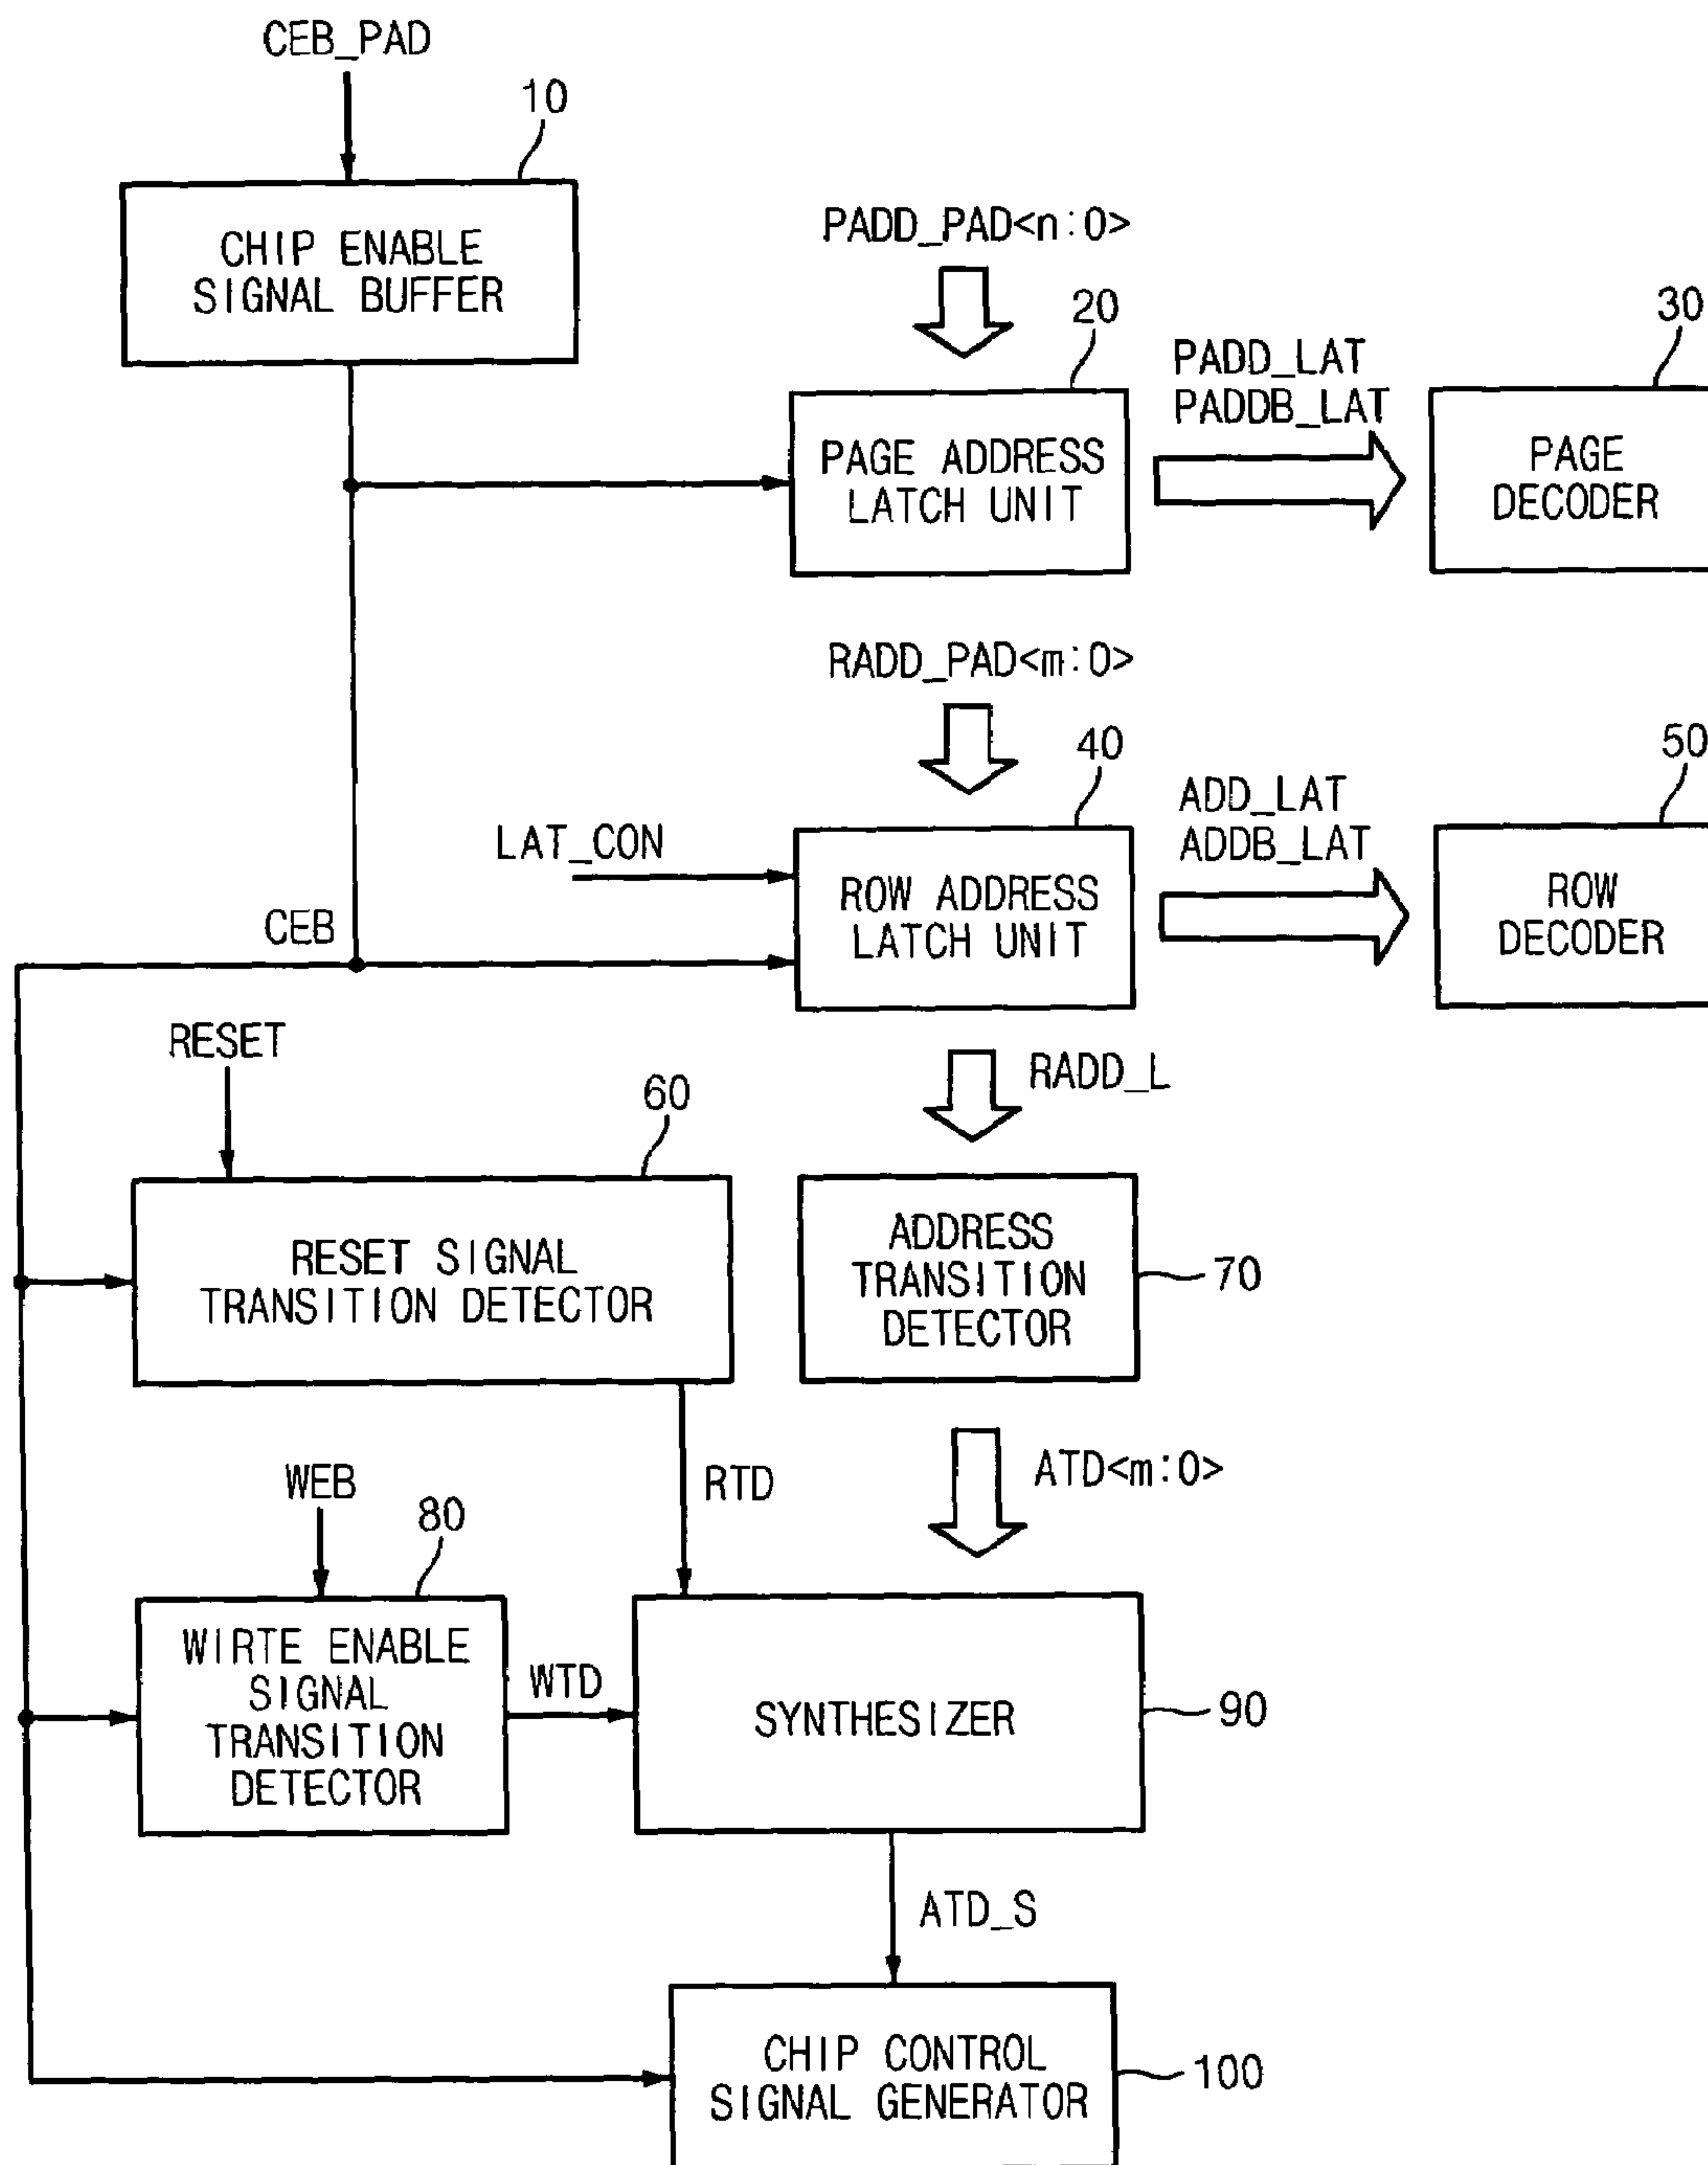 CEB_PAD
10
CHIP ENABLE
SIGNAL BUFFER
PADD_PAD<n:0>
20
PAGE ADDRESS
LATCH UNIT
PADD_LAT
PADDB_LAT
30
PAGE
DECODER
RADD_PAD<m:0>
40
LAT_CON
CEB
ROW ADDRESS
LATCH UNIT
ADD_LAT
ADDB_LAT
50
ROW
DECODER
RESET
60
RESET SIGNAL
TRANSITION DETECTOR
RADD_L
ADDRESS
TRANSITION
DETECTOR
70
RTD
ATD<m:0>
WEB
80
WIRTE ENABLE
SIGNAL
TRANSITION
DETECTOR
WTD
SYNTHESIZER
90
ATD_S
CHIP CONTROL
SIGNAL GENERATOR
100